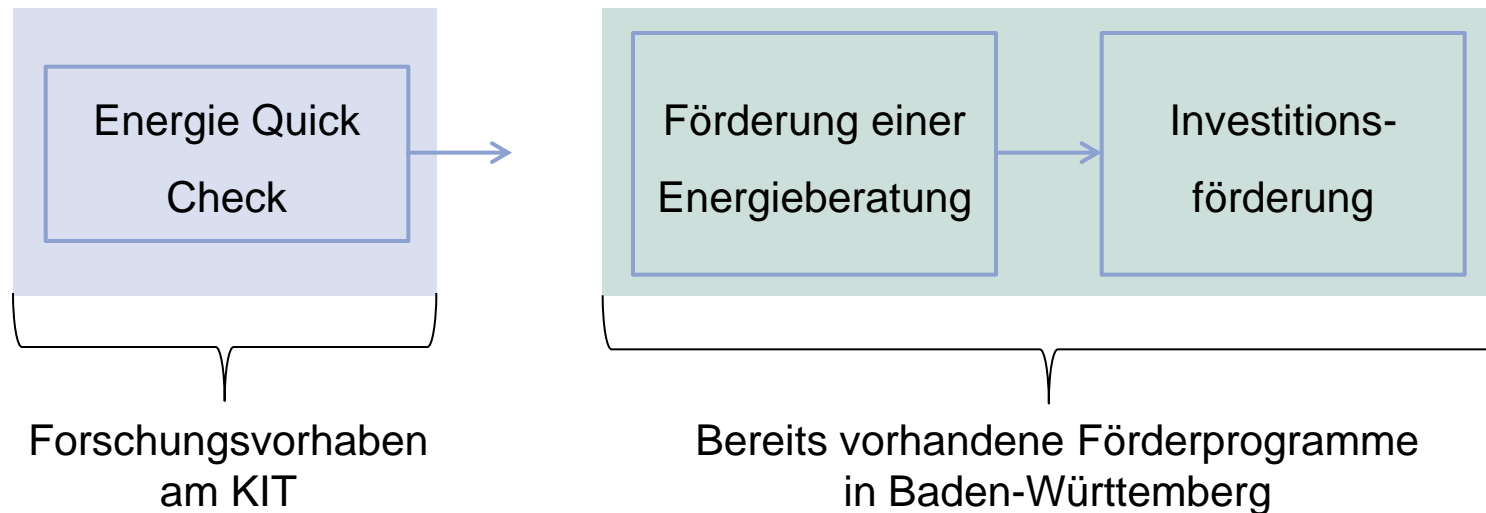 Energie Quick
Check
Förderung einer
Energieberatung
Investitions-
förderung
Forschungsvorhaben
am KIT
Bereits vorhandene Förderprogramme
in Baden-Württemberg